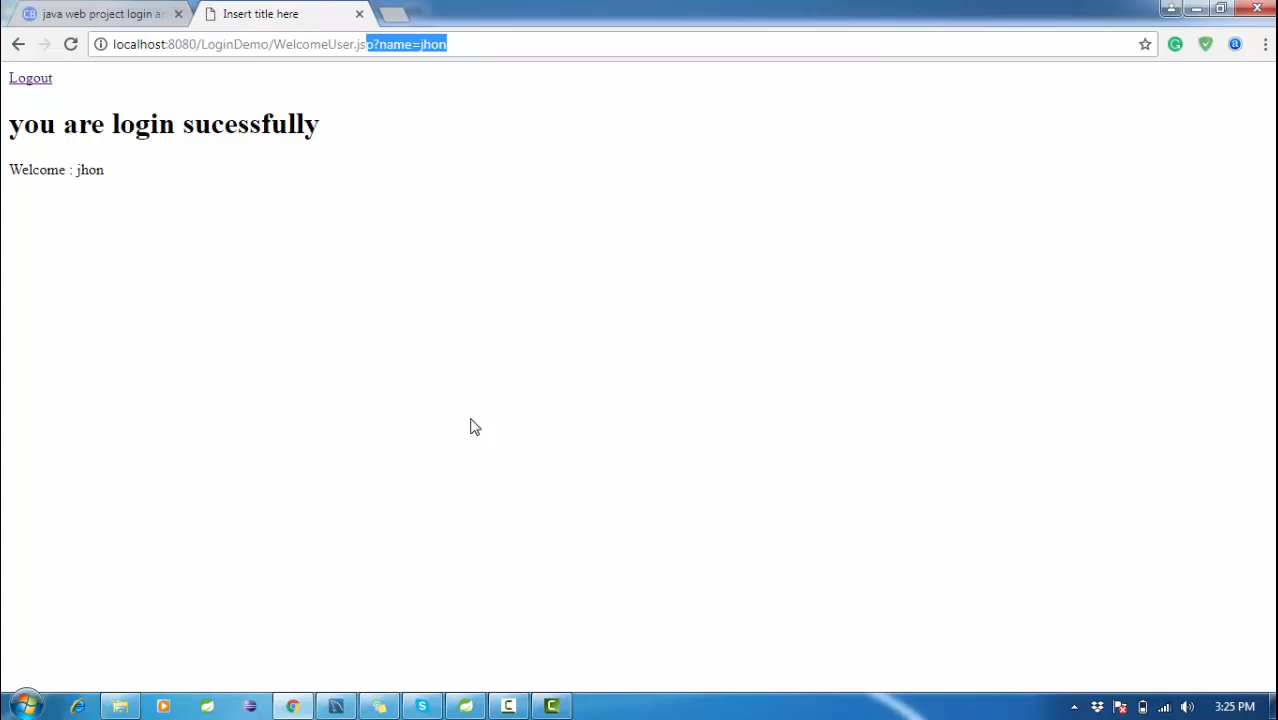 java web project login an
Insert title here
localhost:8080/LoginDemo/WelcomeUser.jsp?name=jhon
Logout
you are login sucessfully
Welcome : jhon
3:25 PM